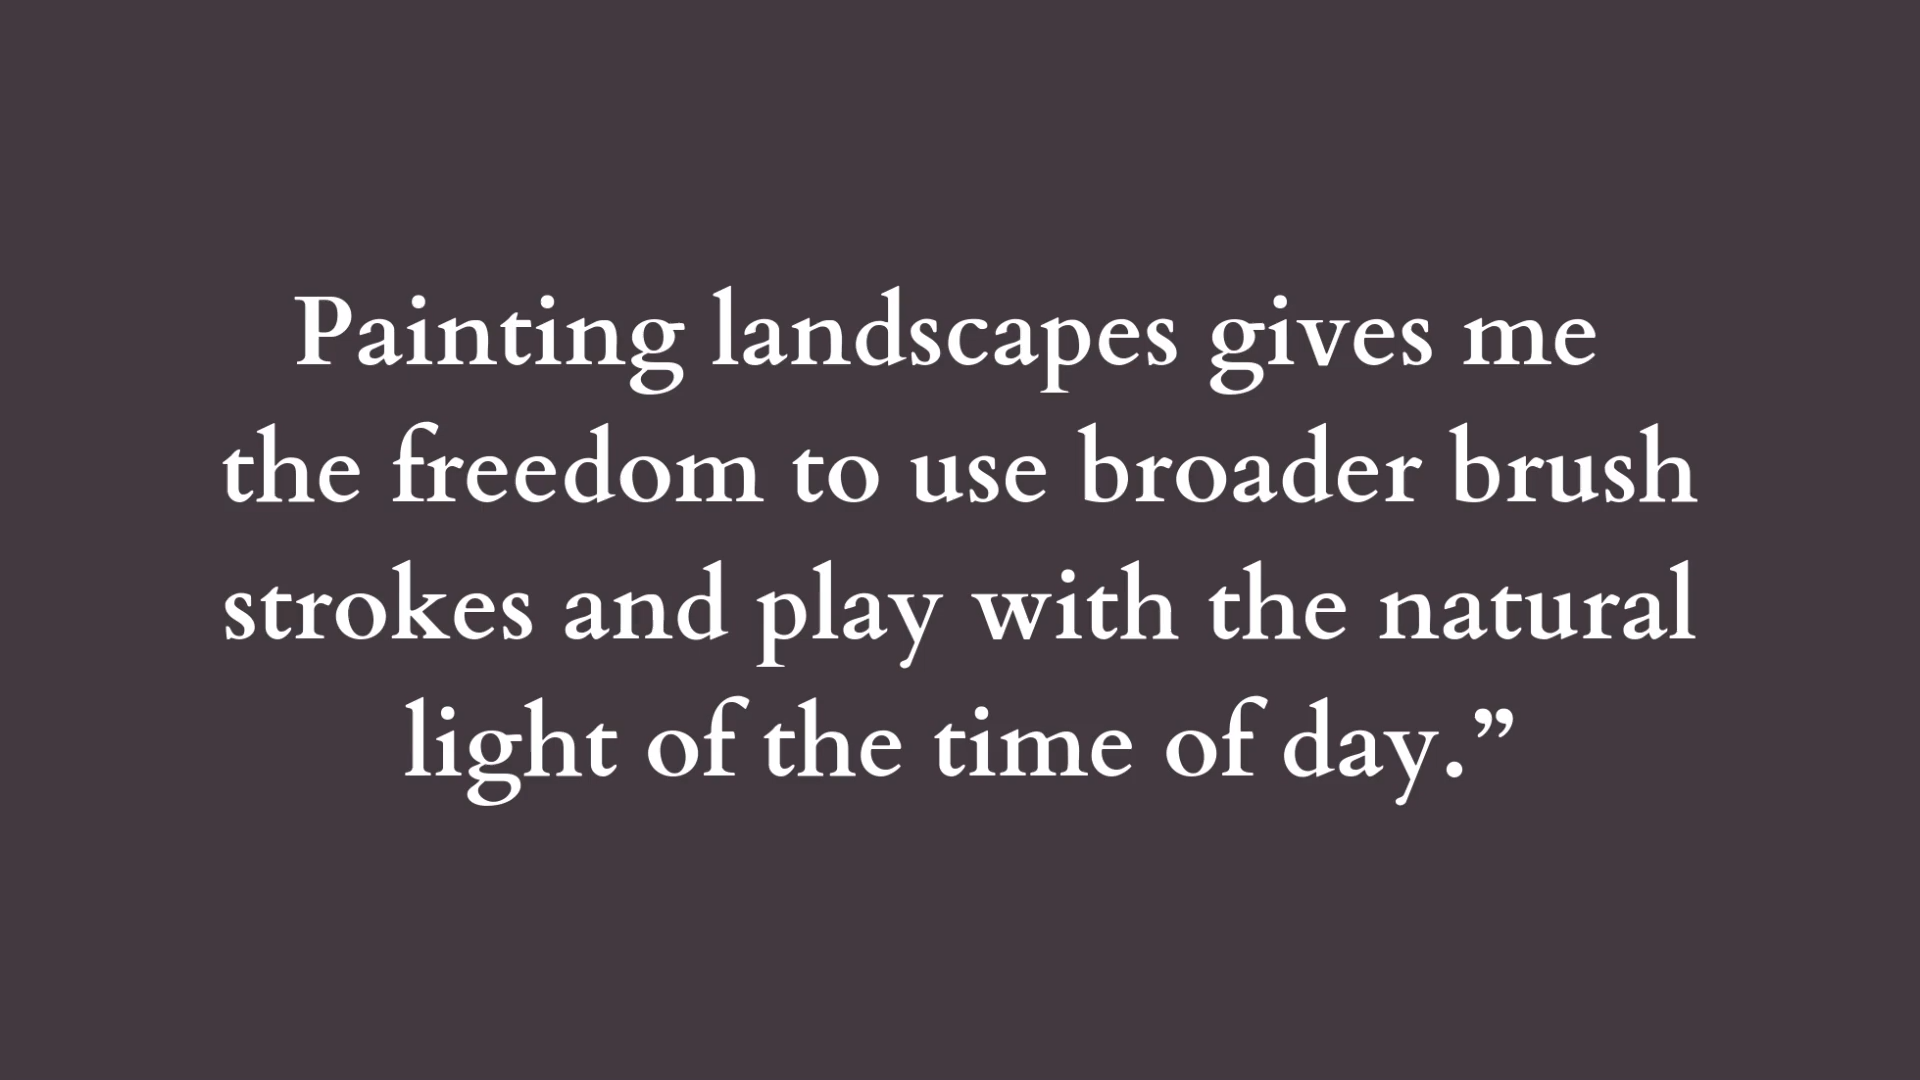 Painting landscapes gives me
the freedom to use broader brush
strokes and play with the natural
light of the time of day.”